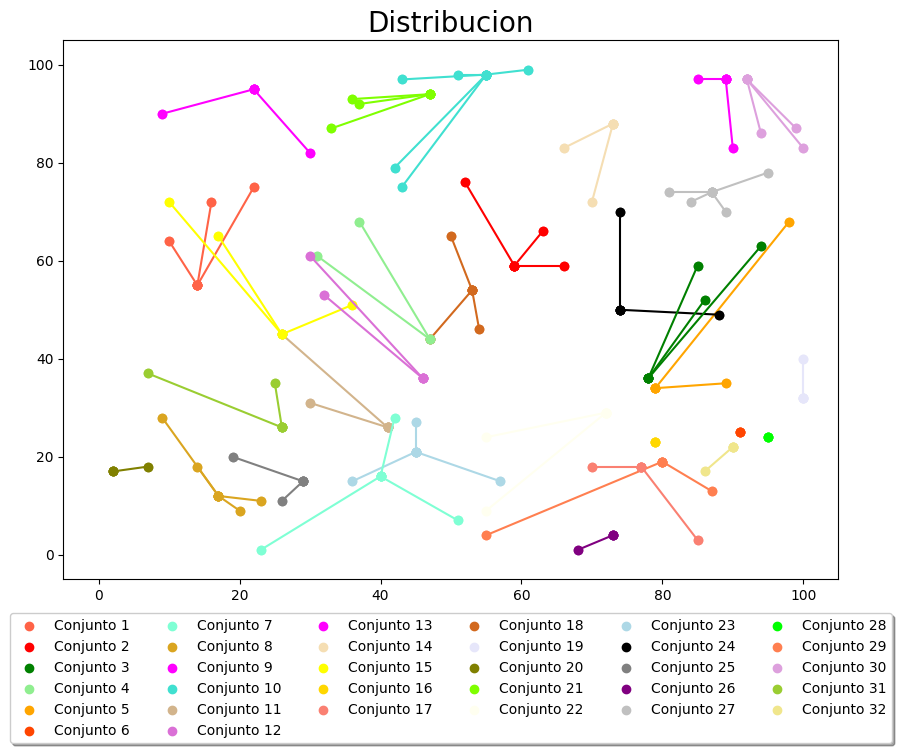 Distribucion
100
80
60
40
20
0
0 20 40 60 80 100
Conjunto 1 Conjunto 7 Conjunto 13 Conjunto 18 Conjunto 23 Conjunto 28
Conjunto 2 Conjunto 8 Conjunto 14 Conjunto 19 Conjunto 24 Conjunto 29
Conjunto 3 Conjunto 9 Conjunto 15 Conjunto 20 Conjunto 25 Conjunto 30
Conjunto 4 Conjunto 10 Conjunto 16 Conjunto 21 Conjunto 26 Conjunto 31
Conjunto 5 Conjunto 11 Conjunto 17 Conjunto 22 Conjunto 27 Conjunto 32
Conjunto 6 Conjunto 12